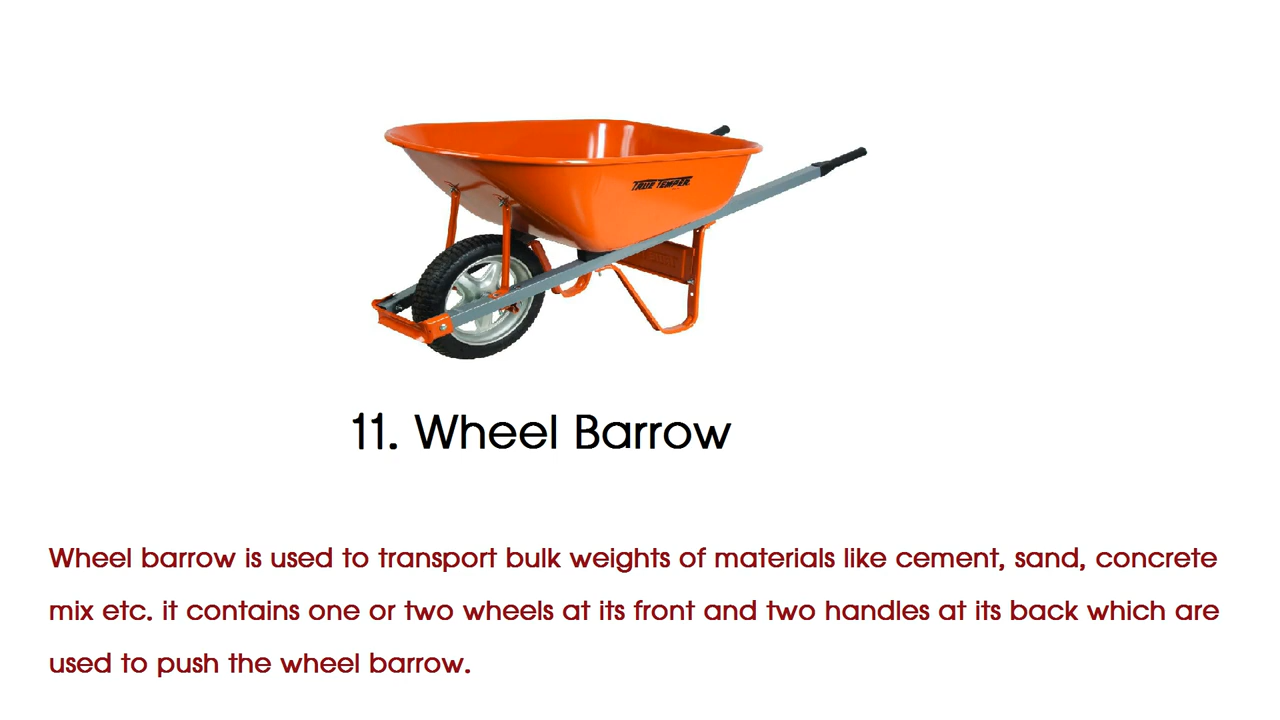 TRUE TEMPER
11. Wheel Barrow
Wheel barrow is used to transport bulk weights of materials like cement, sand, concrete
mix etc. it contains one or two wheels at its front and two handles at its back which are
used to push the wheel barrow.